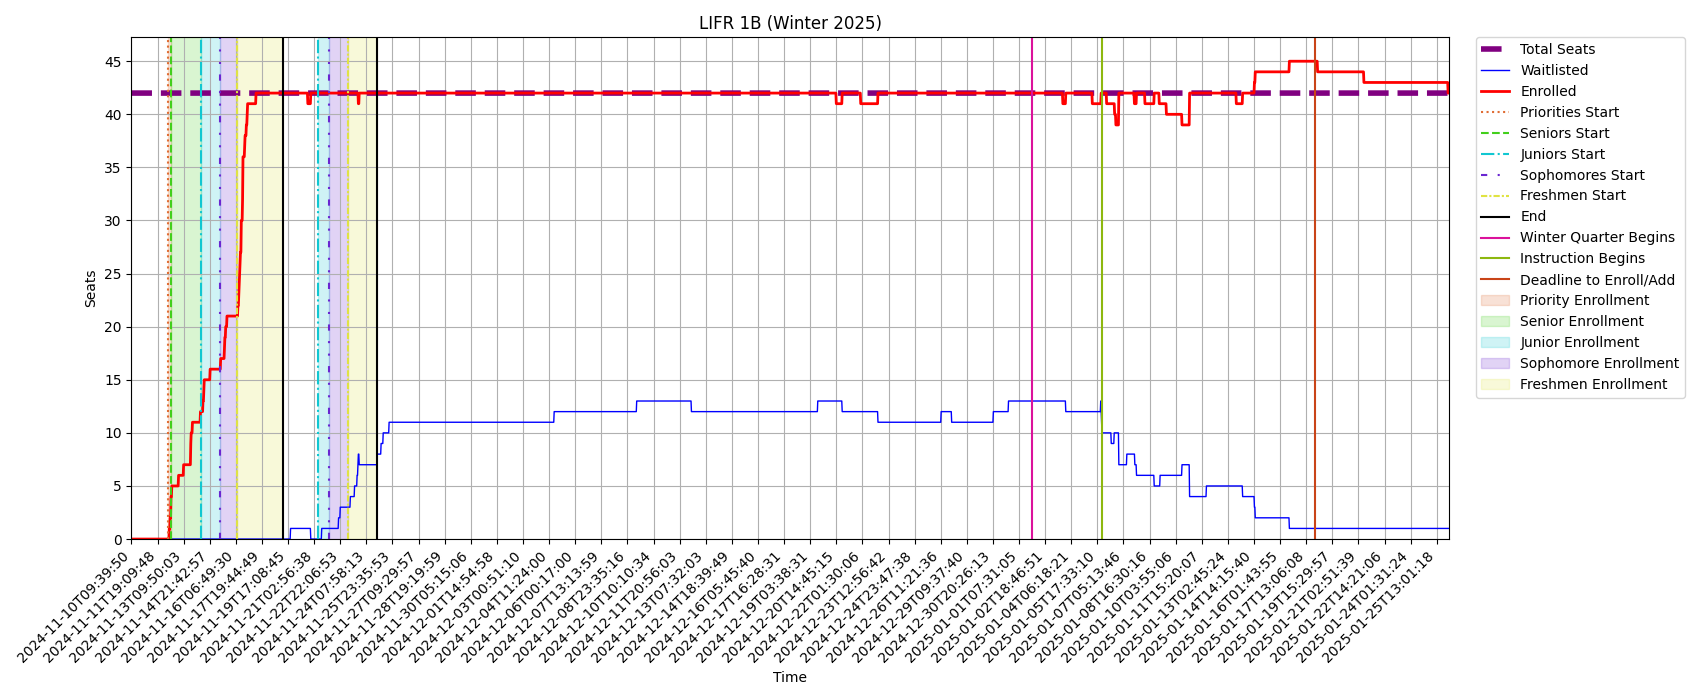 LIFR 1B (Winter 2025)
Seats
45
40
35
30
25
20
15
10
5
0
2024-11-10T09:39:50
2024-11-11T19:09:48
2024-11-13T09:50:03
2024-11-14T21:42:57
2024-11-16T06:49:30
2024-11-17T19:44:49
2024-11-19T17:08:45
2024-11-21T02:56:38
2024-11-22T22:06:53
2024-11-24T07:58:13
2024-11-25T23:35:53
2024-11-27T09:29:57
2024-11-28T19:19:59
2024-11-30T05:15:06
2024-12-01T14:54:58
2024-12-03T00:51:10
2024-12-04T11:24:00
2024-12-06T00:17:00
2024-12-07T13:13:59
2024-12-08T23:35:16
2024-12-10T10:10:34
2024-12-11T20:56:03
2024-12-13T07:32:03
2024-12-14T18:39:49
2024-12-16T05:45:40
2024-12-17T16:28:31
2024-12-19T03:38:31
2024-12-20T14:45:15
2024-12-22T01:30:06
2024-12-23T12:56:42
2024-12-24T23:47:38
2024-12-26T11:21:36
2024-12-29T09:37:40
2024-12-30T20:26:13
2025-01-01T07:31:05
2025-01-02T18:46:51
2025-01-04T06:18:21
2025-01-05T17:33:10
2025-01-07T05:13:46
2025-01-08T16:30:16
2025-01-10T03:55:06
2025-01-11T15:20:07
2025-01-13T02:45:24
2025-01-14T14:15:40
2025-01-16T01:43:55
2025-01-17T13:06:08
2025-01-19T15:29:57
2025-01-21T02:51:39
2025-01-22T14:21:06
2025-01-24T01:31:24
2025-01-25T13:01:18
Time
Total Seats
Waitlisted
Enrolled
Priorities Start
Seniors Start
Juniors Start
Sophomores Start
Freshmen Start
End
Winter Quarter Begins
Instruction Begins
Deadline to Enroll/Add
Priority Enrollment
Senior Enrollment
Junior Enrollment
Sophomore Enrollment
Freshmen Enrollment